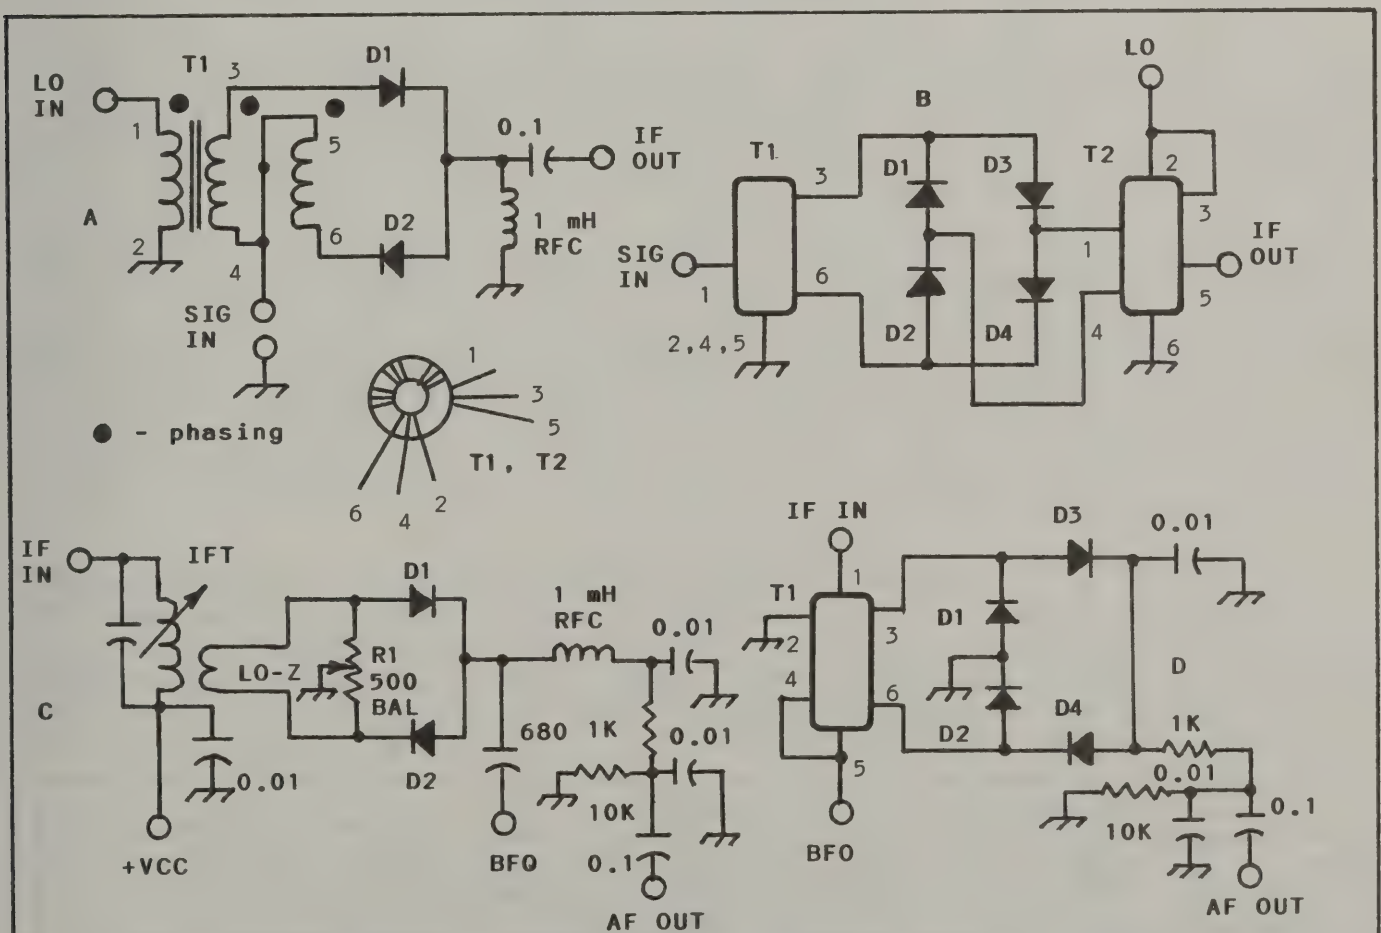 LO
IN
T1
1
2
3
4
5
6
D1
D2
0.1
IF
OUT
1 mH
RFC
A
SIG
IN
● - phasing
1
3
5
T1, T2
6
4
2
LO
B
T1
3
D1
D3
T2
2
3
SIG
IN
1
6
1
IF
OUT
5
2,4,5
D2
D4
4
6
IF
IN
IFT
D1
1 mH
RFC
0.01
LO-Z
R1
500
BAL
C
680
1K
0.01
D2
0.01
10K
+VCC
BFO
0.1
AF OUT
IF IN
D3
0.01
1
T1
2
3
D1
4
6
D
D2
D4
1K
5
0.01
10K
0.1
BFO
AF OUT